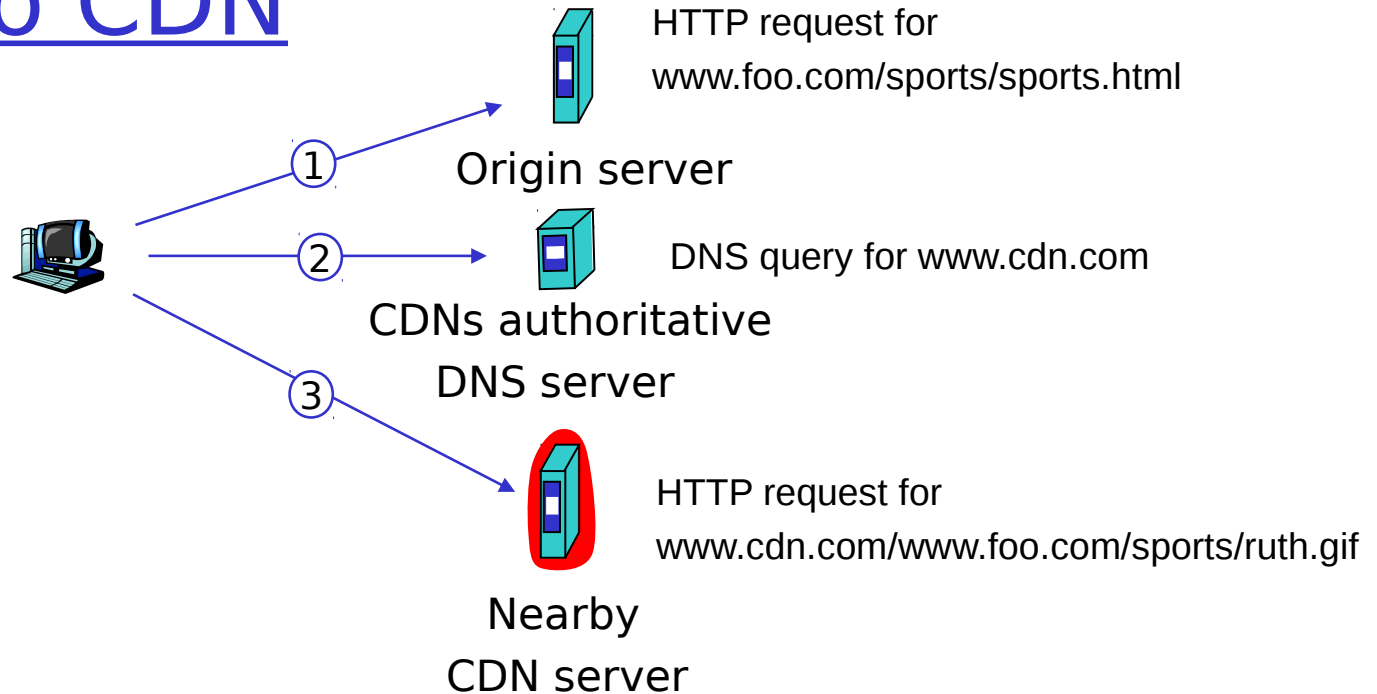 CDN
HTTP request for
www.foo.com/sports/sports.html
1
Origin server
2
DNS query for www.cdn.com
CDNs authoritative
DNS server
3
HTTP request for
www.cdn.com/www.foo.com/sports/ruth.gif
Nearby
CDN server